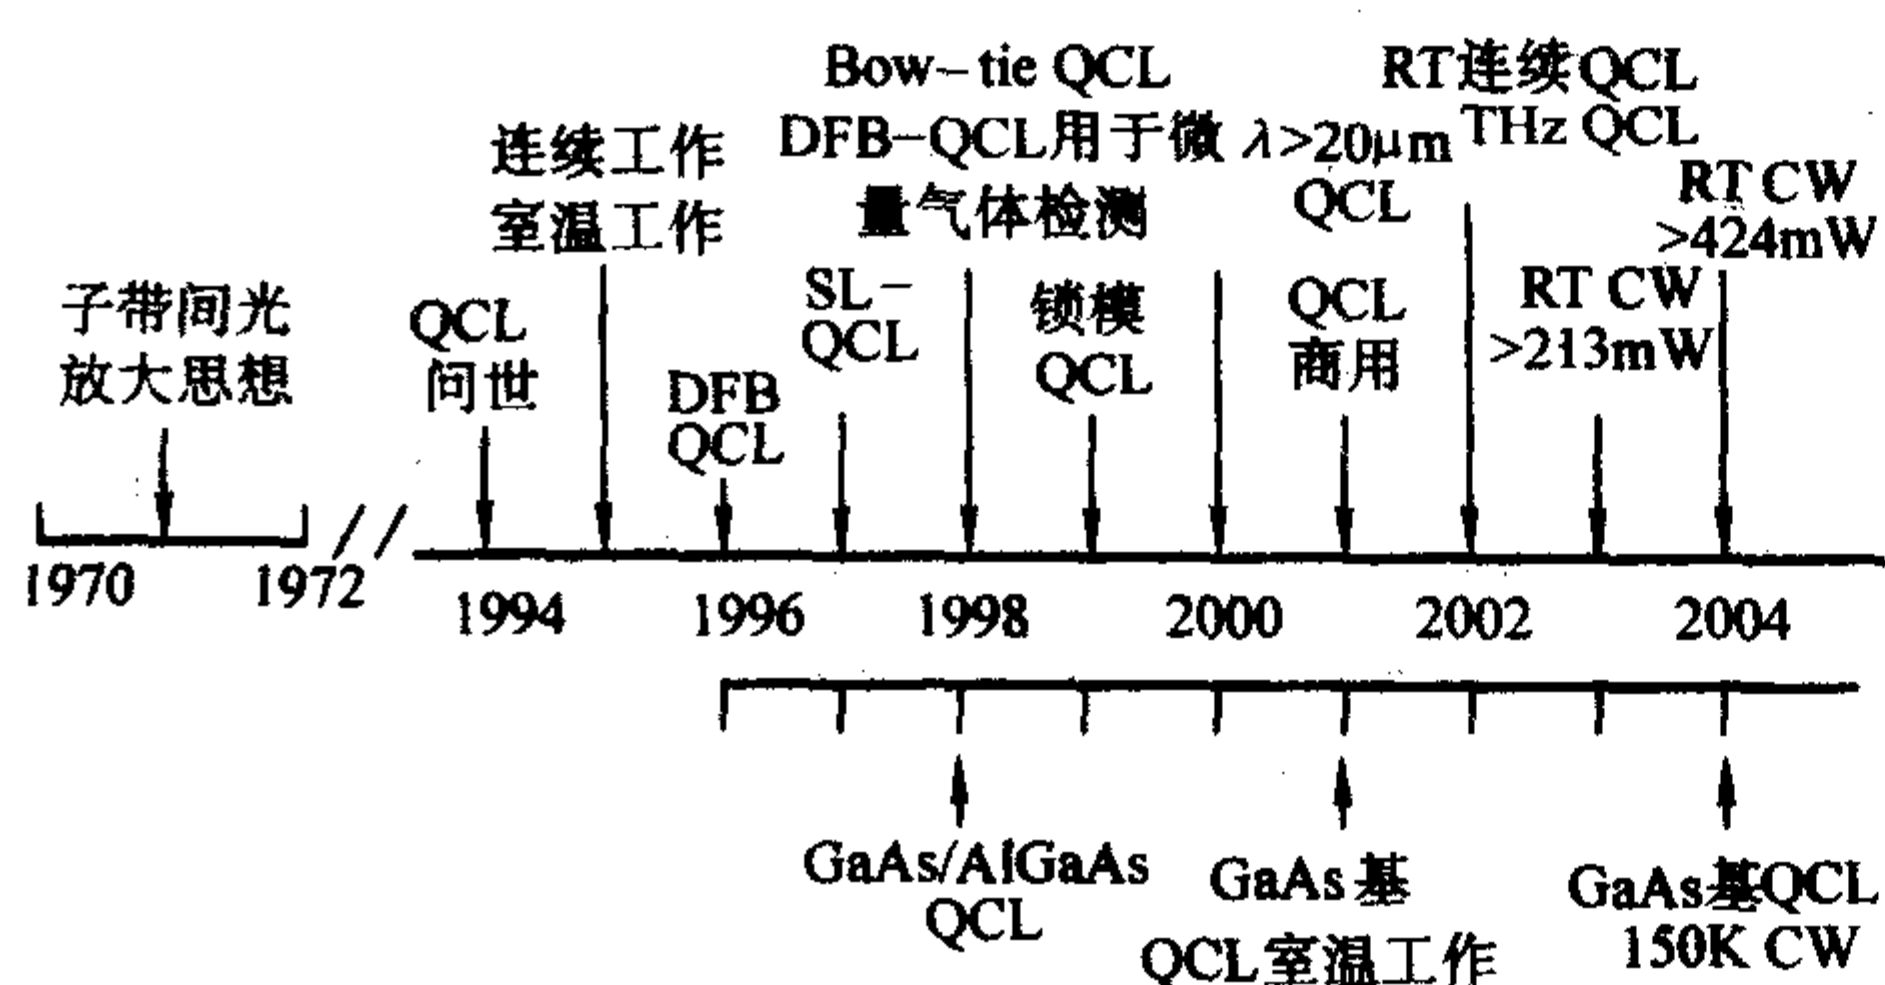 子带间光
放大思想
QCL
问世
连续工作
室温工作
DFB
QCL
SL-
QCL
Bow-tie QCL
DFB-QCL用于微
量气体检测
锁模
QCL
λ>20μm
QCL
QCL
商用
RT连续QCL
THz QCL
RT CW
>213mW
RT CW
>424mW
1970
1972
1994
1996
1998
2000
2002
2004
GaAs/AlGaAs
QCL
GaAs基
QCL室温工作
GaAs基QCL
150K CW